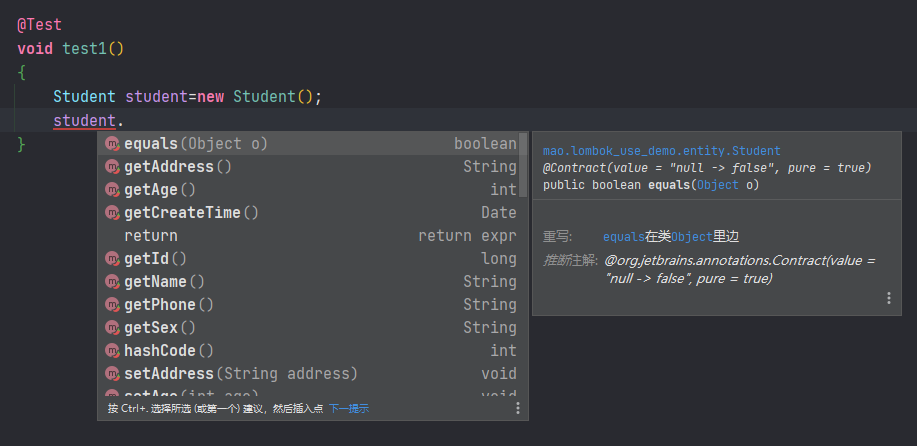 @Test
void test1()
{
Student student=new Student();
student.
}
equals(Object o) boolean
getAddress() String
getAge() int
getCreateTime() Date
return return expr
getId() long
getName() String
getPhone() String
getSex() String
hashCode() int
setAddress(String address) void
setAge(int age) void
按 Ctrl+. 选择所选 (或第一个) 建议，然后插入点 下一提示
mao.lombok_use_demo.entity.Student
@Contract(value = "null -> false", pure = true)
public boolean equals(Object o)
重写: equals在类Object里边
推断注解: @org.jetbrains.annotations.Contract(value =
"null -> false", pure = true)